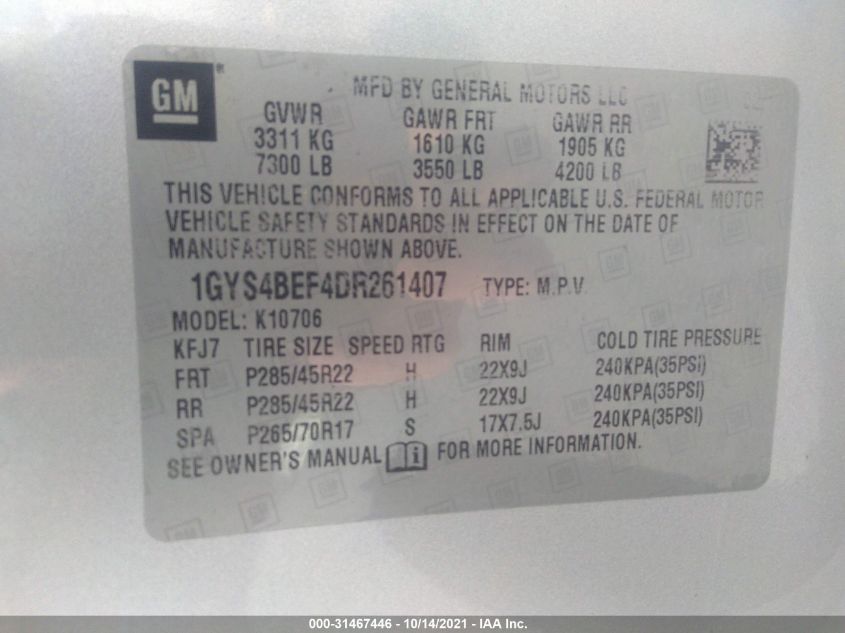 GM
MFD BY GENERAL MOTORS LLC
GVWR GAWR FRT GAWR RR
3311 KG 1610 KG 1905 KG
7300 LB 3550 LB 4200 LB
THIS VEHICLE CONFORMS TO ALL APPLICABLE U.S. FEDERAL MOTOR
VEHICLE SAFETY STANDARDS IN EFFECT ON THE DATE OF
MANUFACTURE SHOWN ABOVE.
1GYS4BEF4DR261407 TYPE: M.P.V
MODEL: K10706
KFJ7 TIRE SIZE SPEED RTG RIM COLD TIRE PRESSURE
FRT P285/45R22 H 22X9J 240KPA(35PSI)
RR P285/45R22 H 22X9J 240KPA(35PSI)
SPA P265/70R17 S 17X7.5J 240KPA(35PSI)
SEE OWNER'S MANUAL FOR MORE INFORMATION.
000-31467446 - 10/14/2021 - IAA Inc.